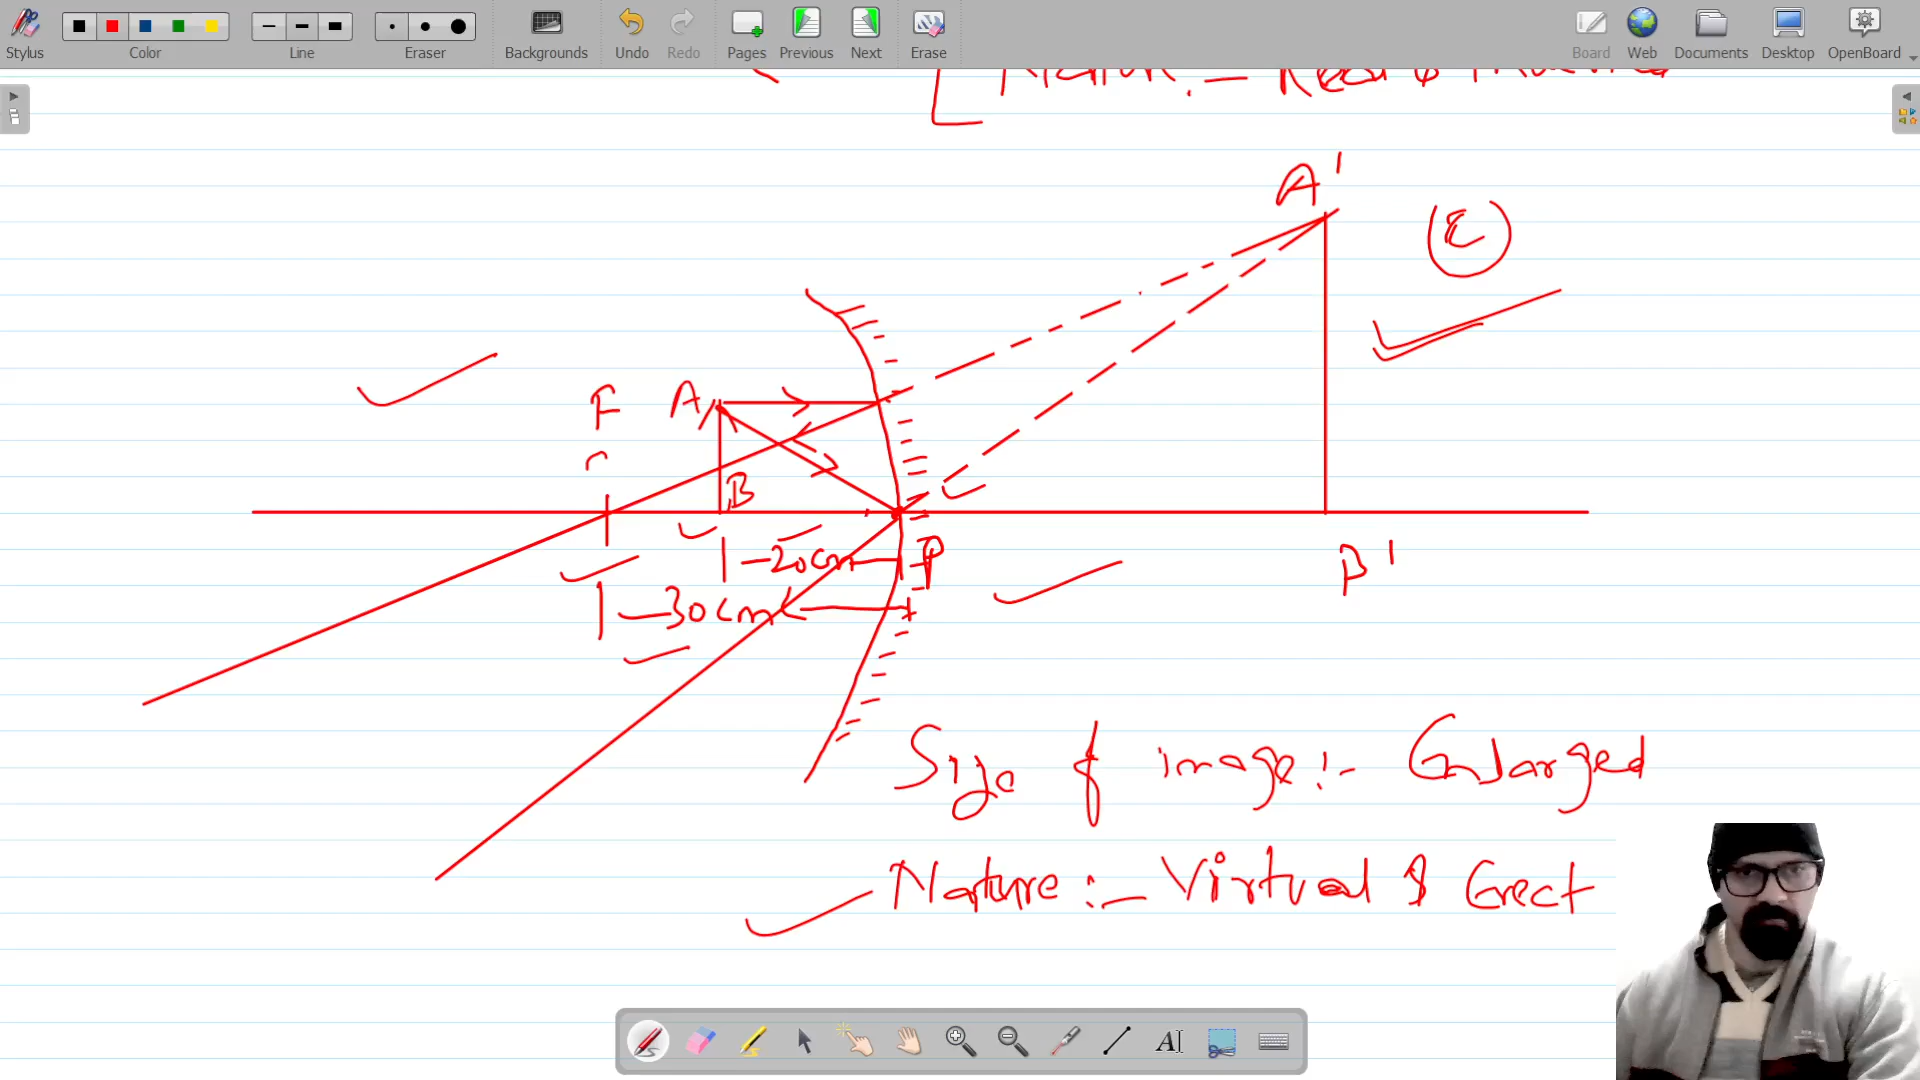 Stylus Color Line Eraser Backgrounds Undo Redo Pages Previous Next Erase Board Web Documents Desktop OpenBoard
A'
F A
B
20cm P
30cm
B'
Size of image :- Enlarged
Nature :- Virtual & Erect
AI